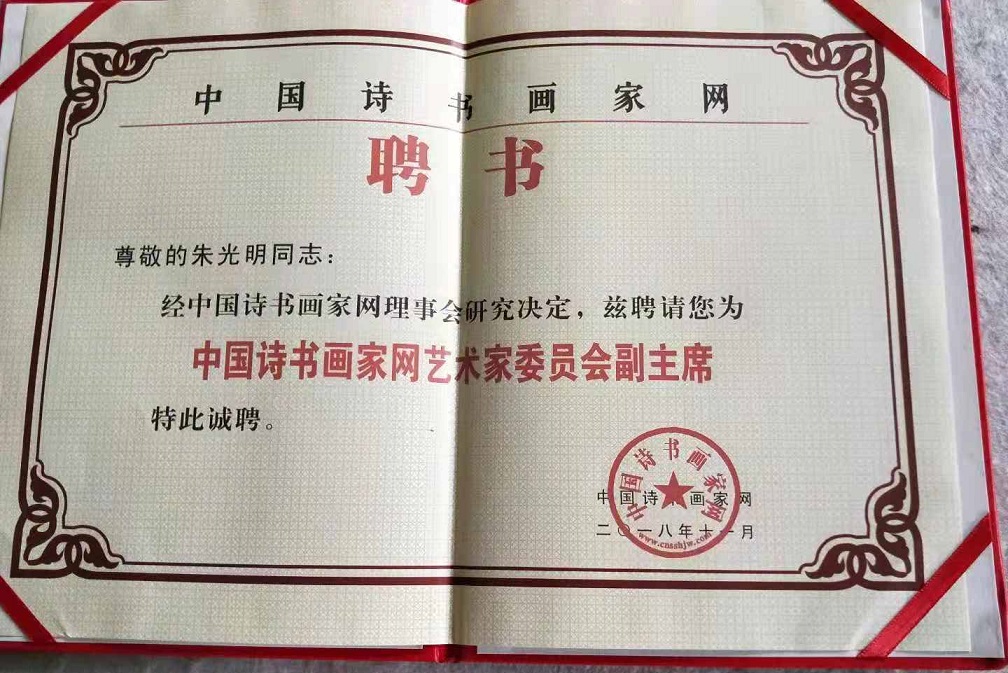 中国诗书画家网
聘书
尊敬的朱光明同志：
经中国诗书画家网理事会研究决定，兹聘请您为
中国诗书画家网艺术家委员会副主席
特此诚聘。
中国诗书画家网
www.cnsshjw.com
中国诗书画家网
二〇一八年十一月